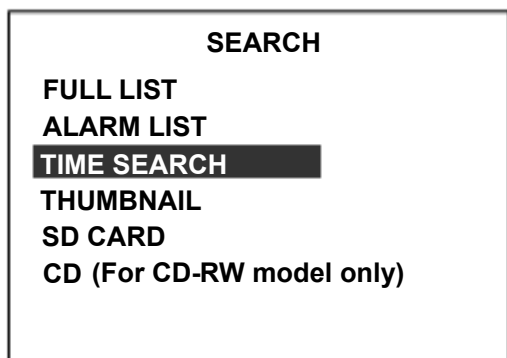 SEARCH
FULL LIST
ALARM LIST
TIME SEARCH
THUMBNAIL
SD CARD
CD (For CD-RW model only)